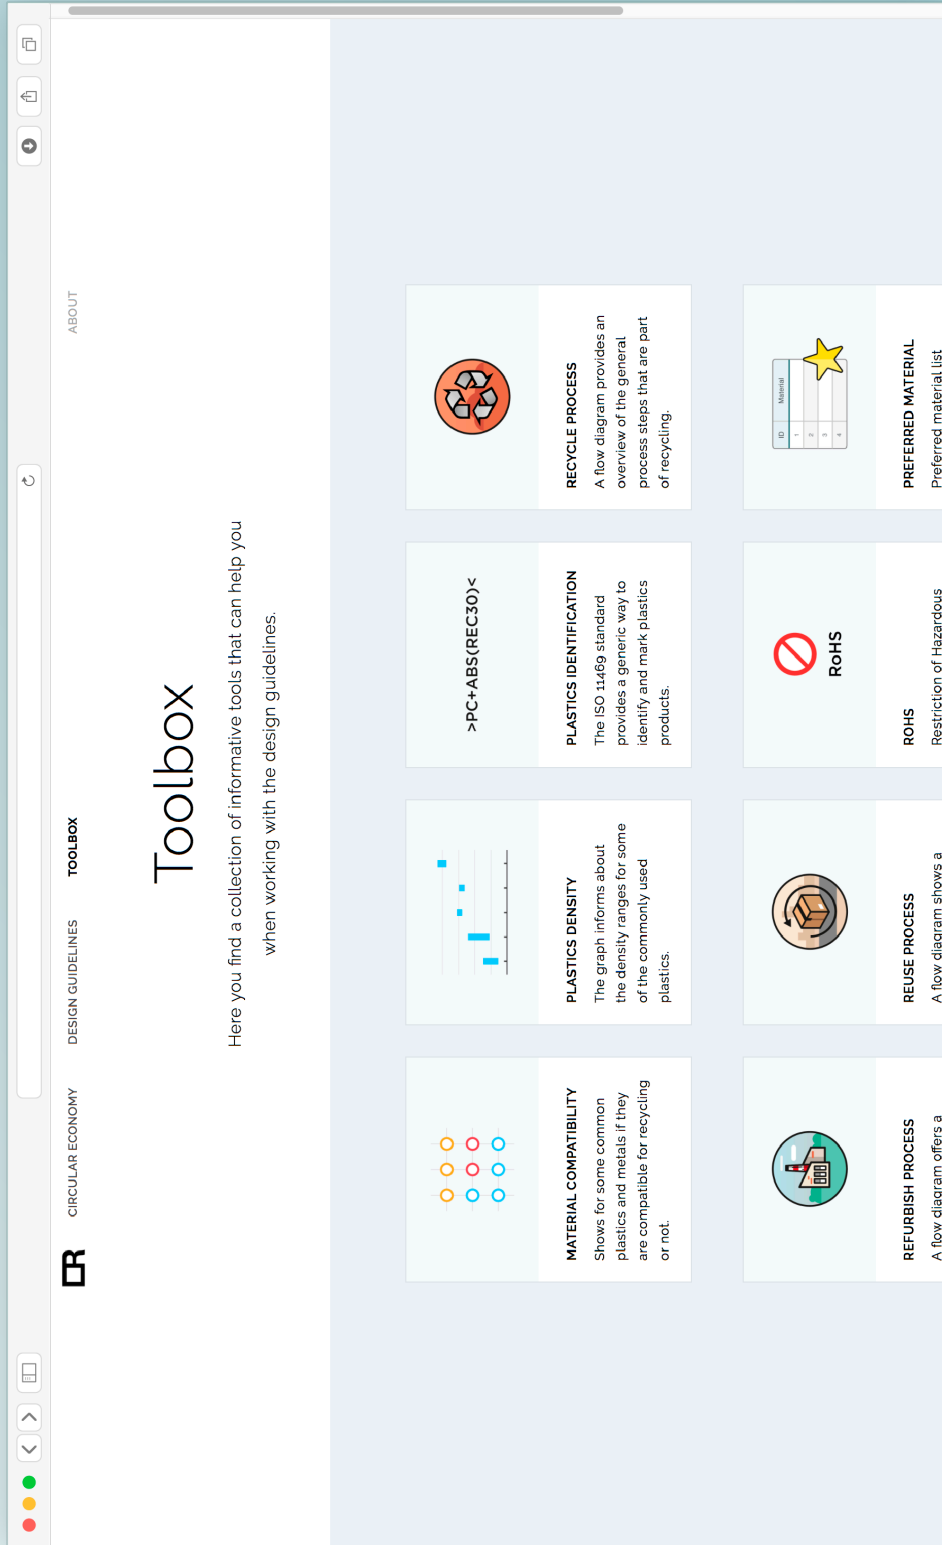 CIRCULAR ECONOMY
DESIGN GUIDELINES
TOOLBOX
ABOUT
Toolbox
Here you find a collection of informative tools that can help you
when working with the design guidelines.
MATERIAL COMPATIBILITY
Shows for some common
plastics and metals if they
are compatible for recycling
or not.
PLASTICS DENSITY
The graph informs about
the density ranges for some
of the commonly used
plastics.
>PC+ABS(REC30)<
PLASTICS IDENTIFICATION
The ISO 11469 standard
provides a generic way to
identify and mark plastics
products.
RECYCLE PROCESS
A flow diagram provides an
overview of the general
process steps that are part
of recycling.
REFURBISH PROCESS
A flow diagram offers a
REUSE PROCESS
A flow diagram shows a
RoHS
ROHS
Restriction of Hazardous
ID Material
1
2
3
4
PREFERRED MATERIAL
Preferred material list